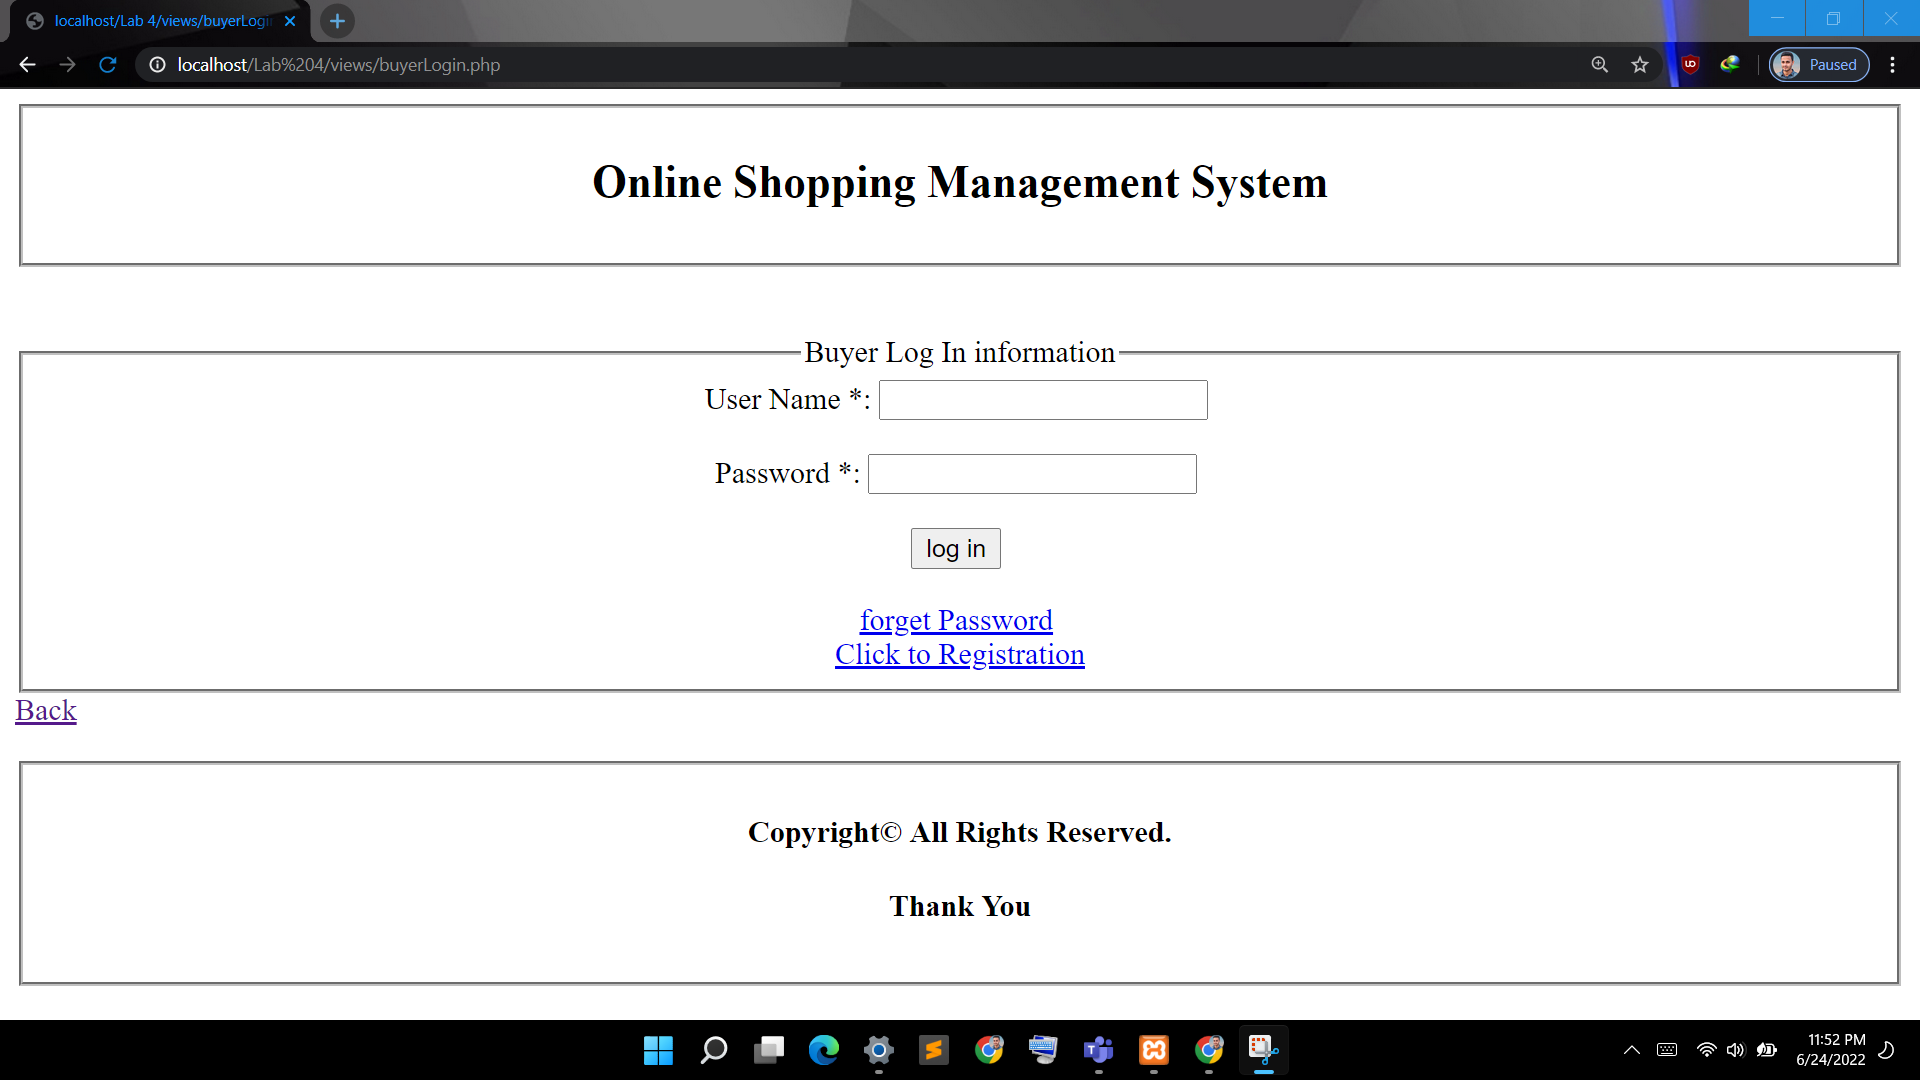 localhost/Lab 4/views/buyerLogin
localhost/Lab%204/views/buyerLogin.php
Paused
Online Shopping Management System
Buyer Log In information
User Name *:
Password *:
log in
forget Password
Click to Registration
Back
Copyright© All Rights Reserved.
Thank You
11:52 PM
6/24/2022